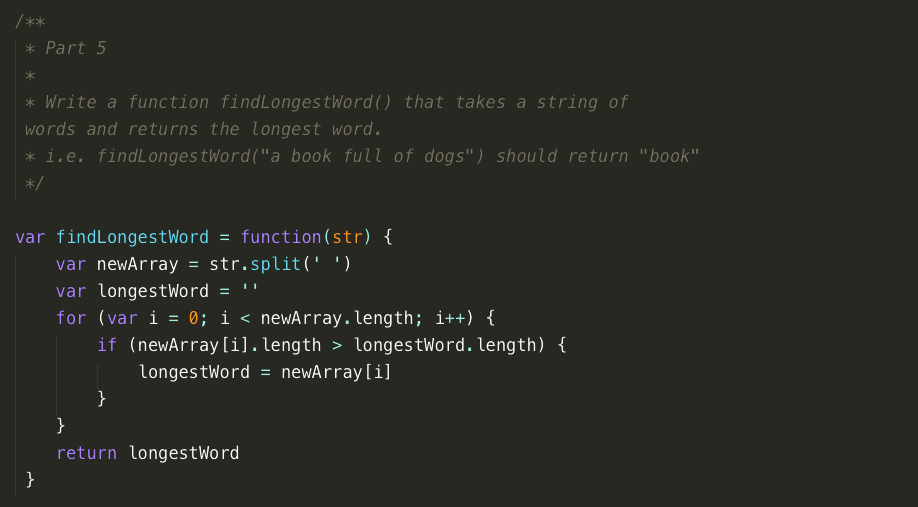 /**
 * Part 5
 *
 * Write a function findLongestWord() that takes a string of
 words and returns the longest word.
 * i.e. findLongestWord("a book full of dogs") should return "book"
 */

var findLongestWord = function(str) {
    var newArray = str.split(' ')
    var longestWord = ''
    for (var i = 0; i < newArray.length; i++) {
        if (newArray[i].length > longestWord.length) {
            longestWord = newArray[i]
        }
    }
    return longestWord
 }